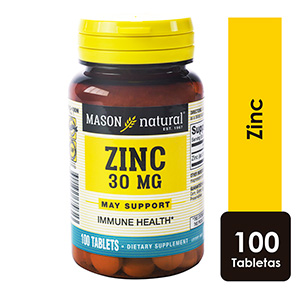 MASON natural
EST. 1967
ZINC
30 MG
MAY SUPPORT
IMMUNE HEALTH*
100 TABLETS - DIETARY SUPPLEMENT
Zinc
100
Tabletas